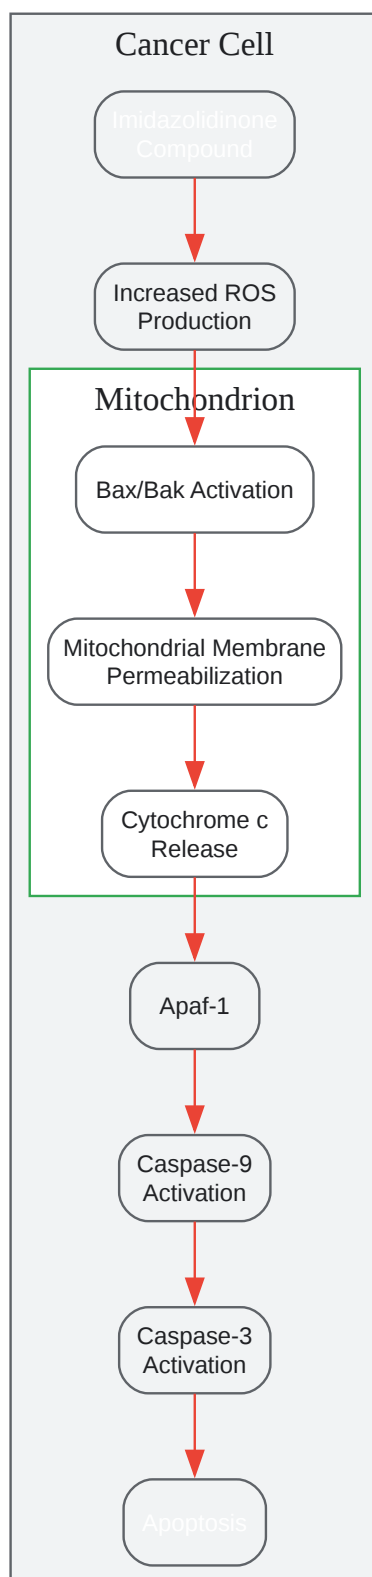 Cancer Cell
Imidazolidinone
Compound
Increased ROS
Production
Mitochondrion
Bax/Bak Activation
Mitochondrial Membrane
Permeabilization
Cytochrome c
Release
Apaf-1
Caspase-9
Activation
Caspase-3
Activation
Apoptosis